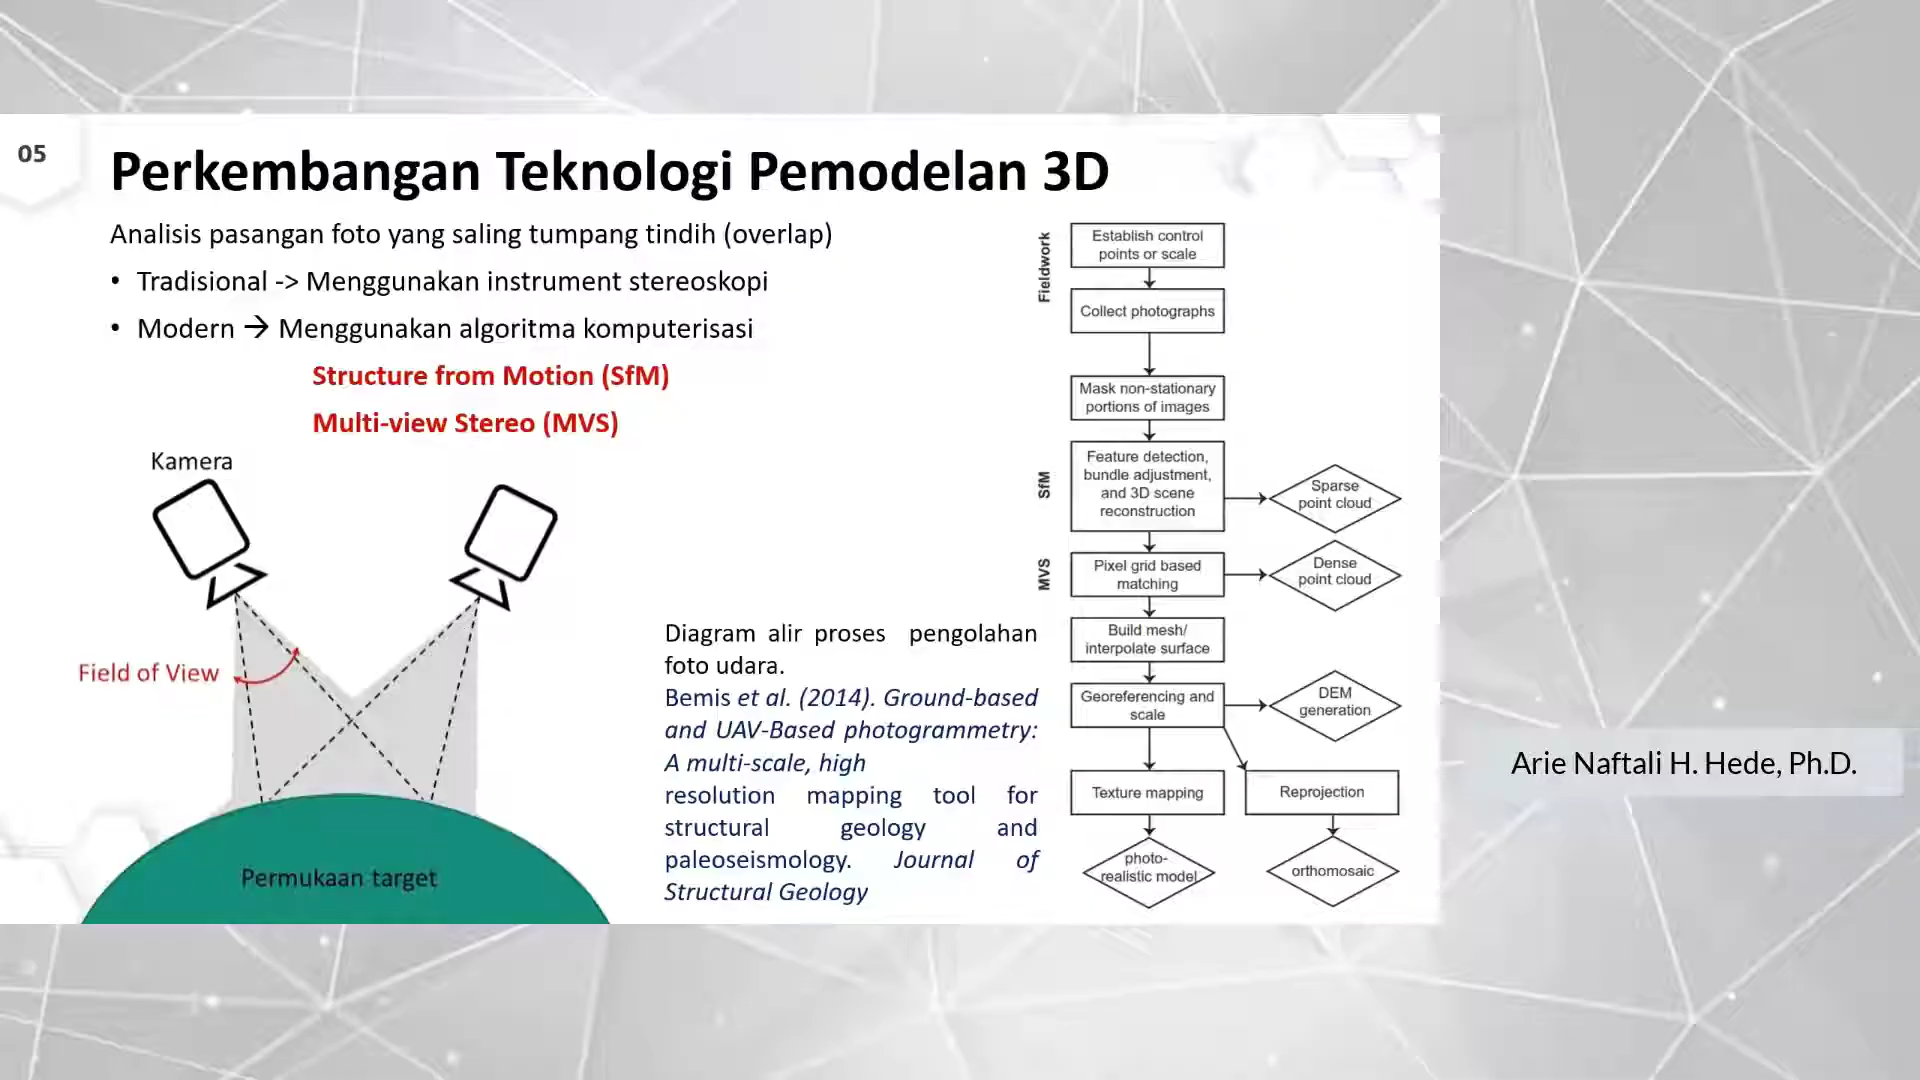 05
Perkembangan Teknologi Pemodelan 3D
Analisis pasangan foto yang saling tumpang tindih (overlap)
• Tradisional -> Menggunakan instrument stereoskopi
• Modern → Menggunakan algoritma komputerisasi
Structure from Motion (SfM)
Multi-view Stereo (MVS)
Kamera
Field of View
Permukaan target
Diagram alir proses pengolahan
foto udara.
Bemis et al. (2014). Ground-based
and UAV-Based photogrammetry:
A multi-scale, high
resolution mapping tool for
structural geology and
paleoseismology. Journal of
Structural Geology
Fieldwork
Establish control
points or scale
Collect photographs
Mask non-stationary
portions of images
SfM
Feature detection,
bundle adjustment,
and 3D scene
reconstruction
Sparse
point cloud
MVS
Pixel grid based
matching
Dense
point cloud
Build mesh/
interpolate surface
Georeferencing and
scale
DEM
generation
Texture mapping
Reprojection
photo-
realistic model
orthomosaic
Arie Naftali H. Hede, Ph.D.